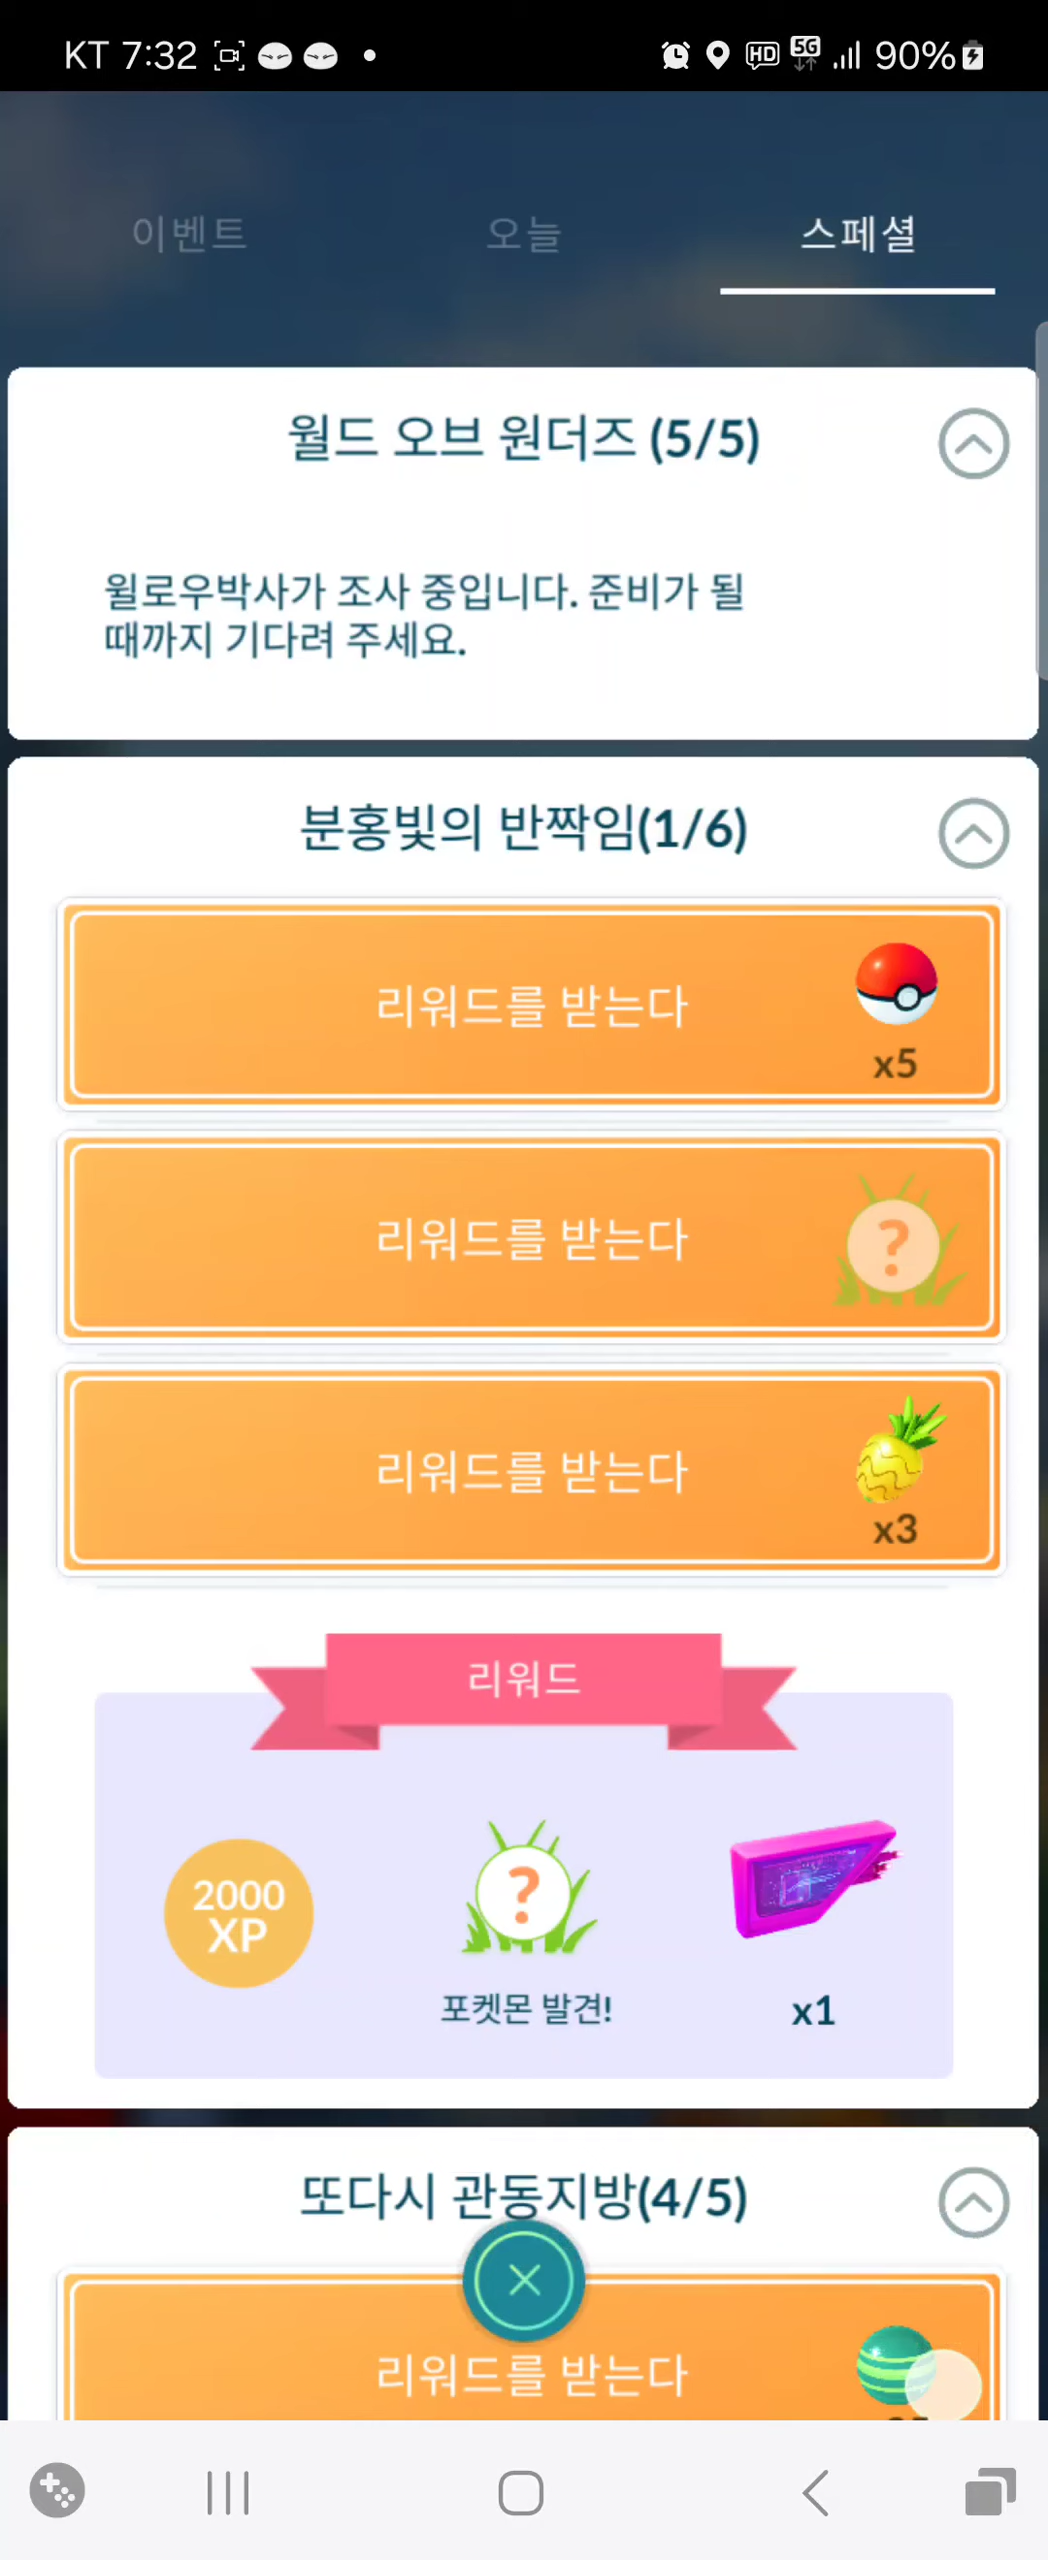 KT 7:32
HD 5G 90%
이벤트 오늘 스페셜
월드 오브 원더즈 (5/5)
윌로우박사가 조사 중입니다. 준비가 될
때까지 기다려 주세요.
분홍빛의 반짝임(1/6)
리워드를 받는다
x5
리워드를 받는다
?
리워드를 받는다
x3
리워드
2000
XP
?
포켓몬 발견!
x1
또다시 관동지방(4/5)
리워드를 받는다